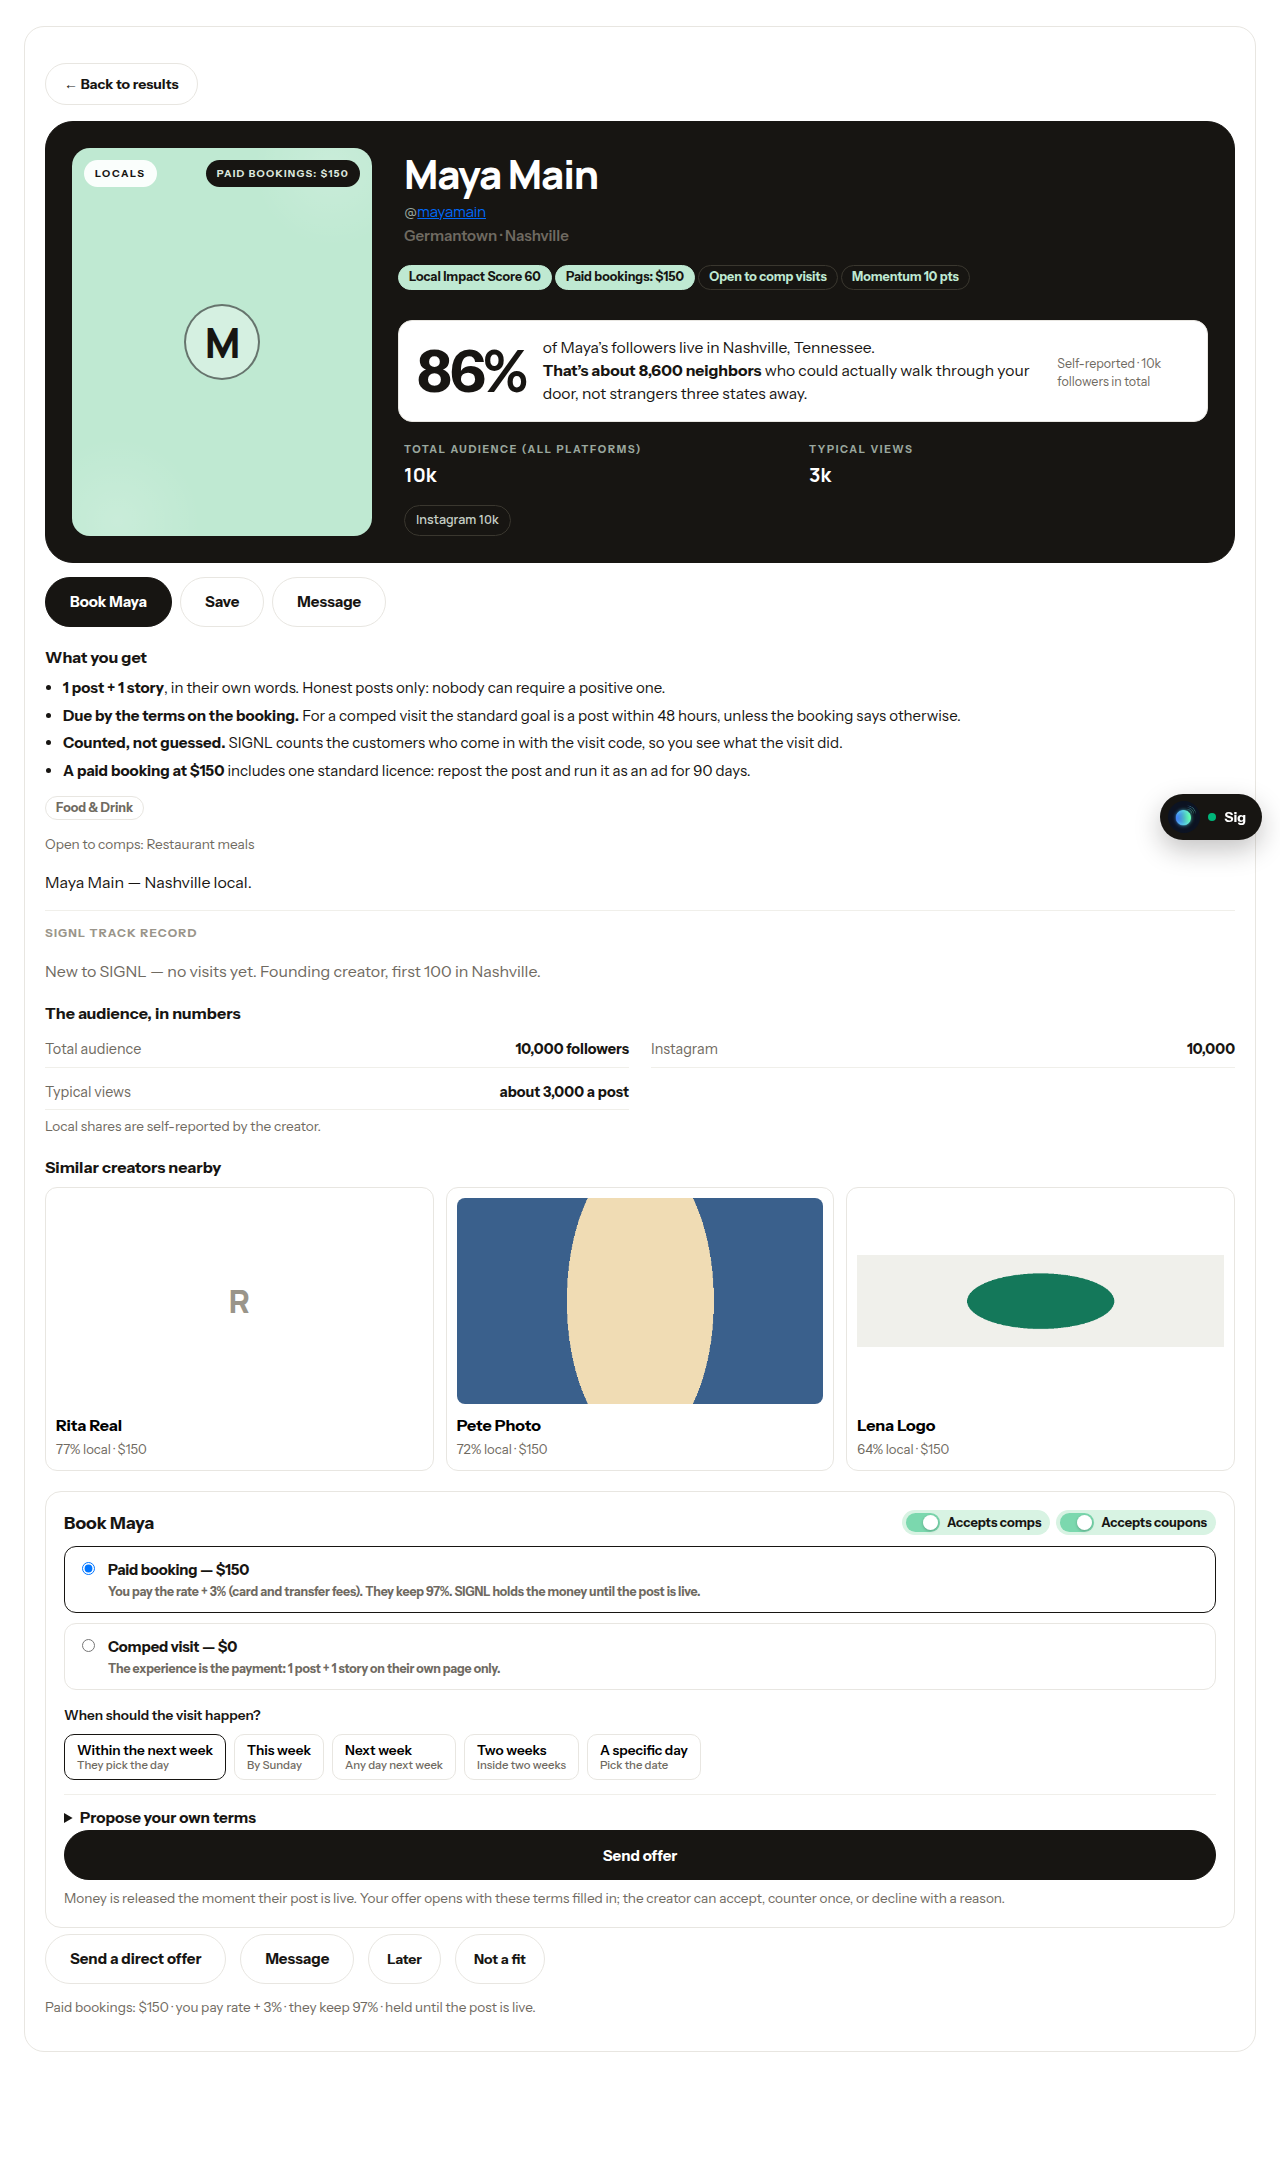 ← Back to results
LOCALS
PAID BOOKINGS: $150
M
Maya Main
@mayamain
Germantown · Nashville
Local Impact Score 60
Paid bookings: $150
Open to comp visits
Momentum 10 pts
86%
of Maya's followers live in Nashville, Tennessee.
That's about 8,600 neighbors who could actually walk through your
door, not strangers three states away.
Self-reported · 10k
followers in total
TOTAL AUDIENCE (ALL PLATFORMS)
10k
TYPICAL VIEWS
3k
Instagram 10k
Book Maya
Save
Message
What you get
• 1 post + 1 story, in their own words. Honest posts only: nobody can require a positive one.
• Due by the terms on the booking. For a comped visit the standard goal is a post within 48 hours, unless the booking says otherwise.
• Counted, not guessed. SIGNL counts the customers who come in with the visit code, so you see what the visit did.
• A paid booking at $150 includes one standard licence: repost the post and run it as an ad for 90 days.
Food & Drink
Sig
Open to comps: Restaurant meals
Maya Main — Nashville local.
SIGNL TRACK RECORD
New to SIGNL — no visits yet. Founding creator, first 100 in Nashville.
The audience, in numbers
Total audience 10,000 followers
Instagram 10,000
Typical views about 3,000 a post
Local shares are self-reported by the creator.
Similar creators nearby
R
Rita Real
77% local · $150
Pete Photo
72% local · $150
Lena Logo
64% local · $150
Book Maya
Accepts comps
Accepts coupons
Paid booking — $150
You pay the rate + 3% (card and transfer fees). They keep 97%. SIGNL holds the money until the post is live.
Comped visit — $0
The experience is the payment: 1 post + 1 story on their own page only.
When should the visit happen?
Within the next week
They pick the day
This week
By Sunday
Next week
Any day next week
Two weeks
Inside two weeks
A specific day
Pick the date
▶ Propose your own terms
Send offer
Money is released the moment their post is live. Your offer opens with these terms filled in; the creator can accept, counter once, or decline with a reason.
Send a direct offer
Message
Later
Not a fit
Paid bookings: $150 · you pay rate + 3% · they keep 97% · held until the post is live.